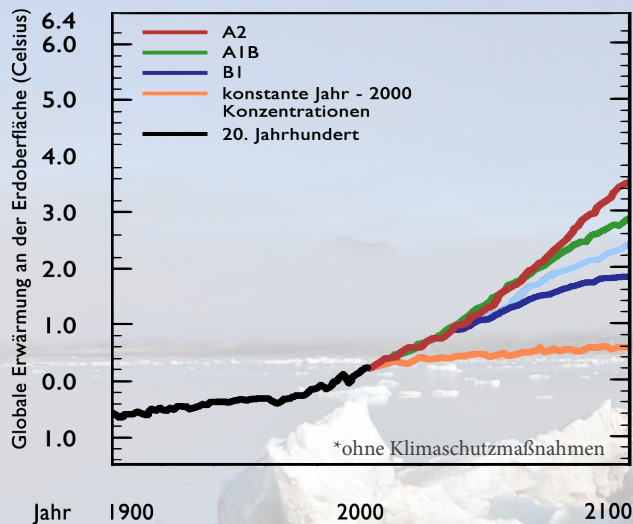 Globale Erwärmung an der Erdoberfläche (Celsius)
6.4
6.0
5.0
4.0
3.0
2.0
1.0
0.0
1.0
A2
A1B
B1
konstante Jahr - 2000
Konzentrationen
20. Jahrhundert
*ohne Klimaschutzmaßnahmen
Jahr 1900 2000 2100